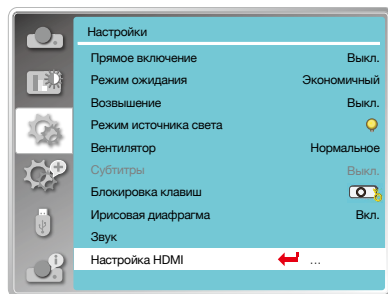 Настройки
Прямое включение Выкл.
Режим ожидания Экономичный
Возвышение Выкл.
Режим источника света
Вентилятор Нормальное
Субтитры Выкл.
Блокировка клавиш
Ирисовая диафрагма Вкл.
Звук
Настройка HDMI ...